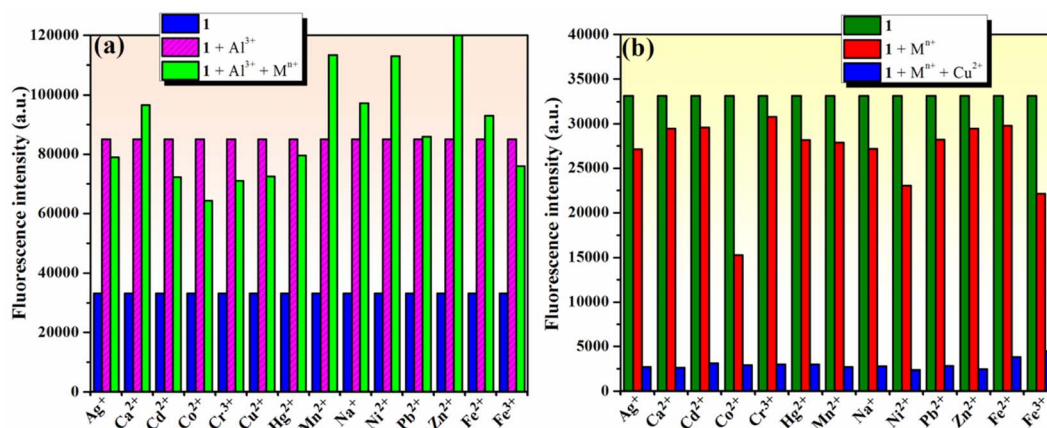 (a)
1
1 + Al³⁺
1 + Al³⁺ + Mⁿ⁺
Fluorescence intensity (a.u.)
120000
100000
80000
60000
40000
20000
0
Ag⁺ Ca²⁺ Cd²⁺ Co²⁺ Cr³⁺ Cu²⁺ Hg²⁺ Mn²⁺ Na⁺ Ni²⁺ Pb²⁺ Zn²⁺ Fe²⁺ Fe³⁺
(b)
1
1 + Mⁿ⁺
1 + Mⁿ⁺ + Cu²⁺
Fluorescence intensity (a.u.)
40000
35000
30000
25000
20000
15000
10000
5000
0
Ag⁺ Ca²⁺ Cd²⁺ Co²⁺ Cr³⁺ Hg²⁺ Mn²⁺ Na⁺ Ni²⁺ Pb²⁺ Zn²⁺ Fe²⁺ Fe³⁺